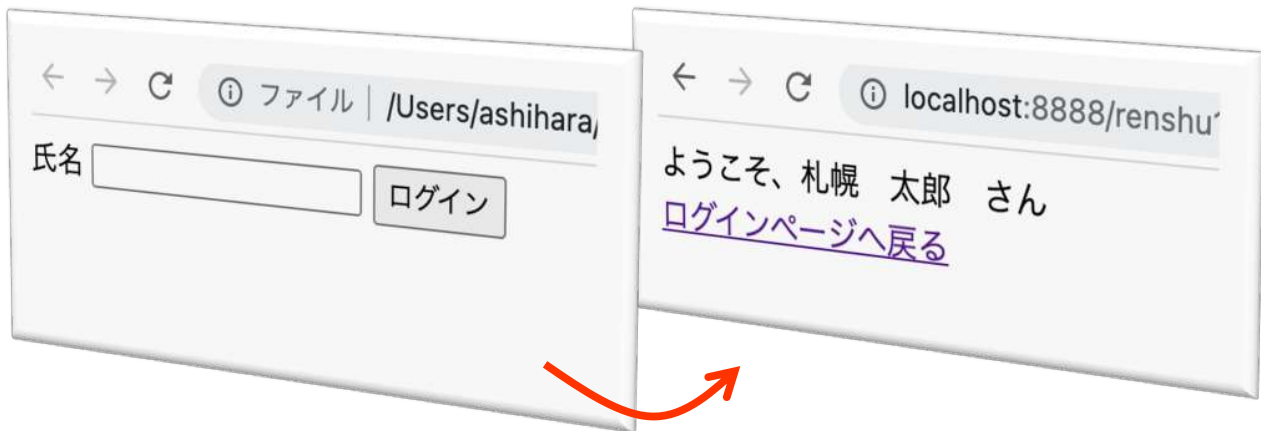 ファイル | /Users/ashihara/
氏名 ログイン
localhost:8888/renshu1
ようこそ、札幌　太郎　さん
ログインページへ戻る